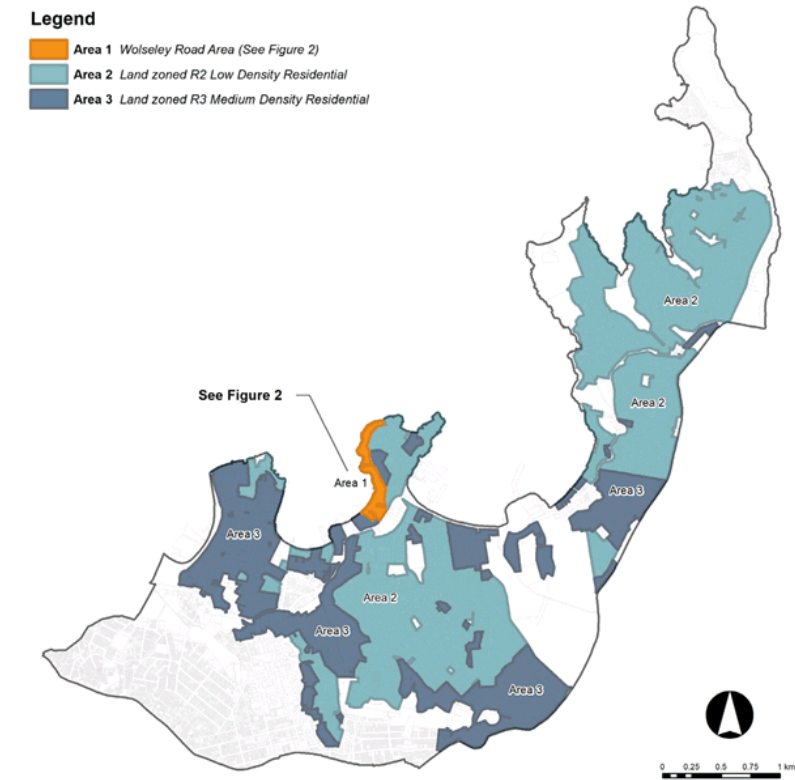 Legend
Area 1 Wolseley Road Area (See Figure 2)
Area 2 Land zoned R2 Low Density Residential
Area 3 Land zoned R3 Medium Density Residential
Area 2
See Figure 2
Area 2
Area 1
Area 3
Area 3
Area 2
Area 3
Area 3
0 0.25 0.5 0.75 1 km